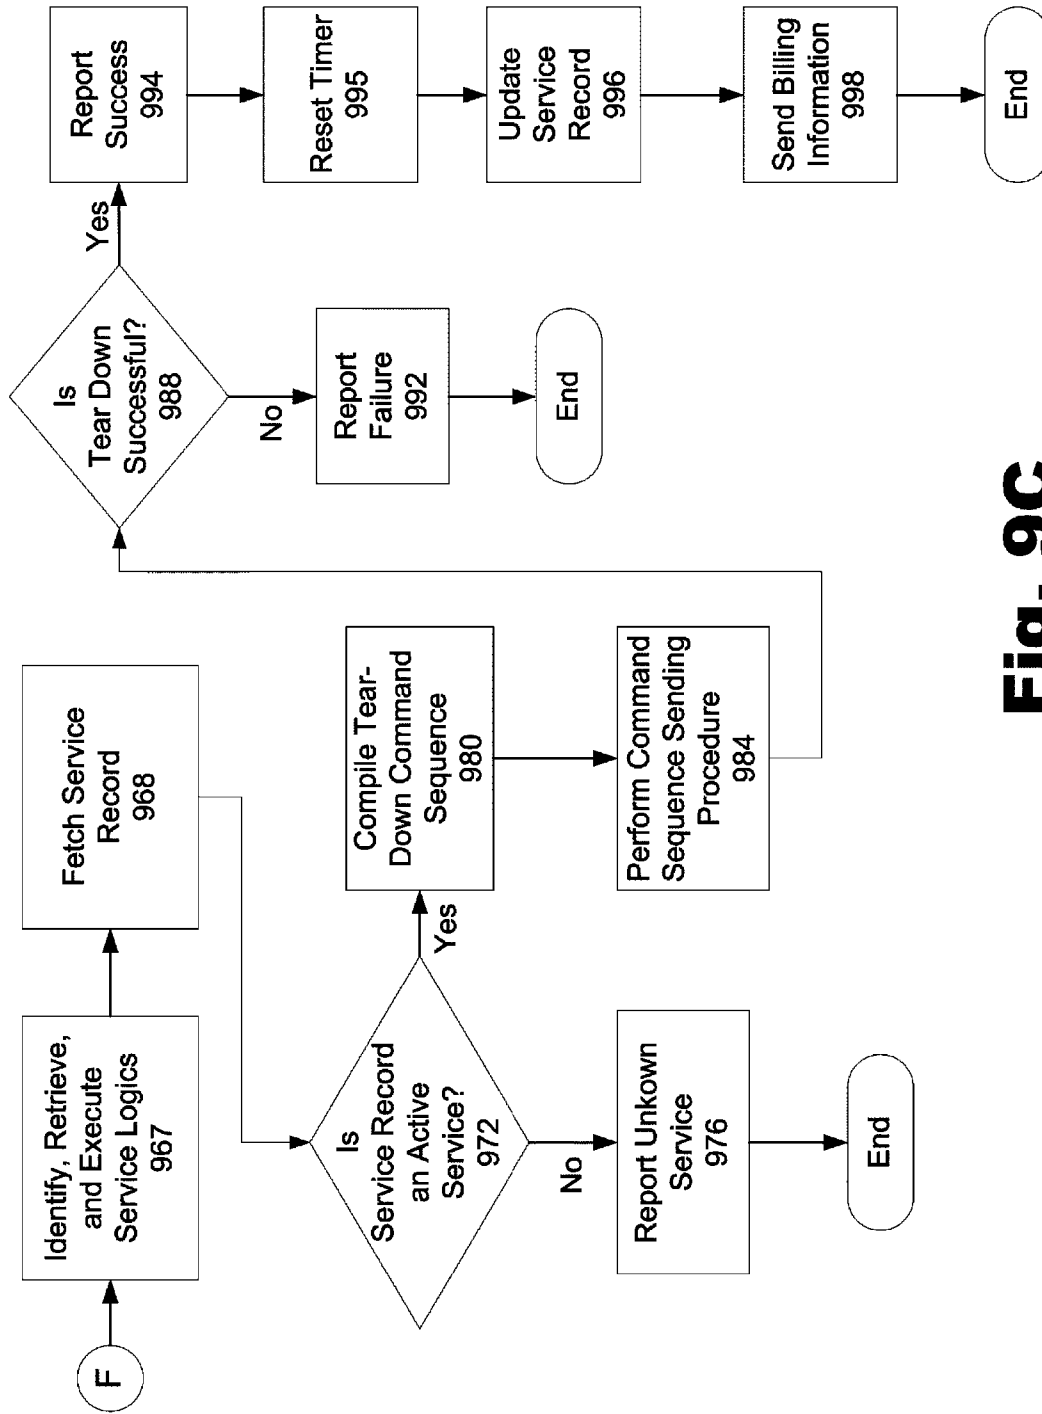 F
Identify, Retrieve,
and Execute
Service Logics
967
Fetch Service
Record
968
Is
Service Record
an Active
Service?
972
Yes
No
Report Unkown
Service
976
End
Compile Tear-
Down Command
Sequence
980
Perform Command
Sequence Sending
Procedure
984
Is
Tear Down
Successful?
988
Yes
No
Report
Failure
992
End
Report
Success
994
Reset Timer
995
Update
Service
Record
996
Send Billing
Information
998
End
Fig. 9C